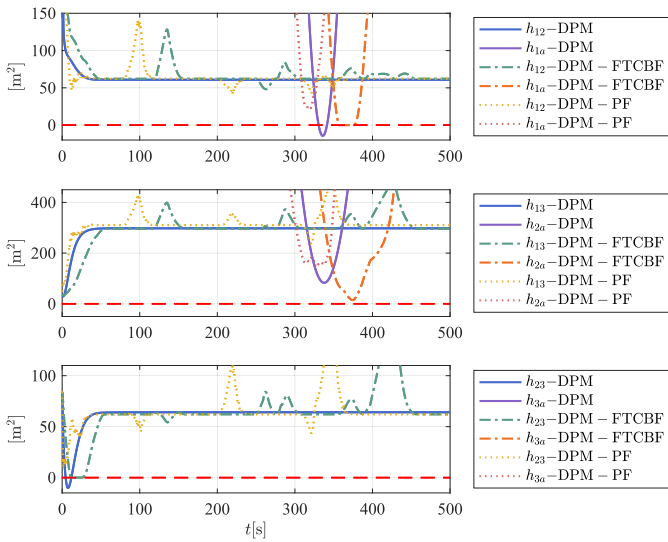 150
100
50
0
[m²]
0 100 200 300 400 500
h₁₂−DPM
h₁ₐ−DPM
h₁₂−DPM − FTCBF
h₁ₐ−DPM − FTCBF
h₁₂−DPM − PF
h₁ₐ−DPM − PF
400
200
0
[m²]
0 100 200 300 400 500
h₁₃−DPM
h₂ₐ−DPM
h₁₃−DPM − FTCBF
h₂ₐ−DPM − FTCBF
h₁₃−DPM − PF
h₂ₐ−DPM − PF
100
50
0
[m²]
0 100 200 300 400 500
t[s]
h₂₃−DPM
h₃ₐ−DPM
h₂₃−DPM − FTCBF
h₃ₐ−DPM − FTCBF
h₂₃−DPM − PF
h₃ₐ−DPM − PF